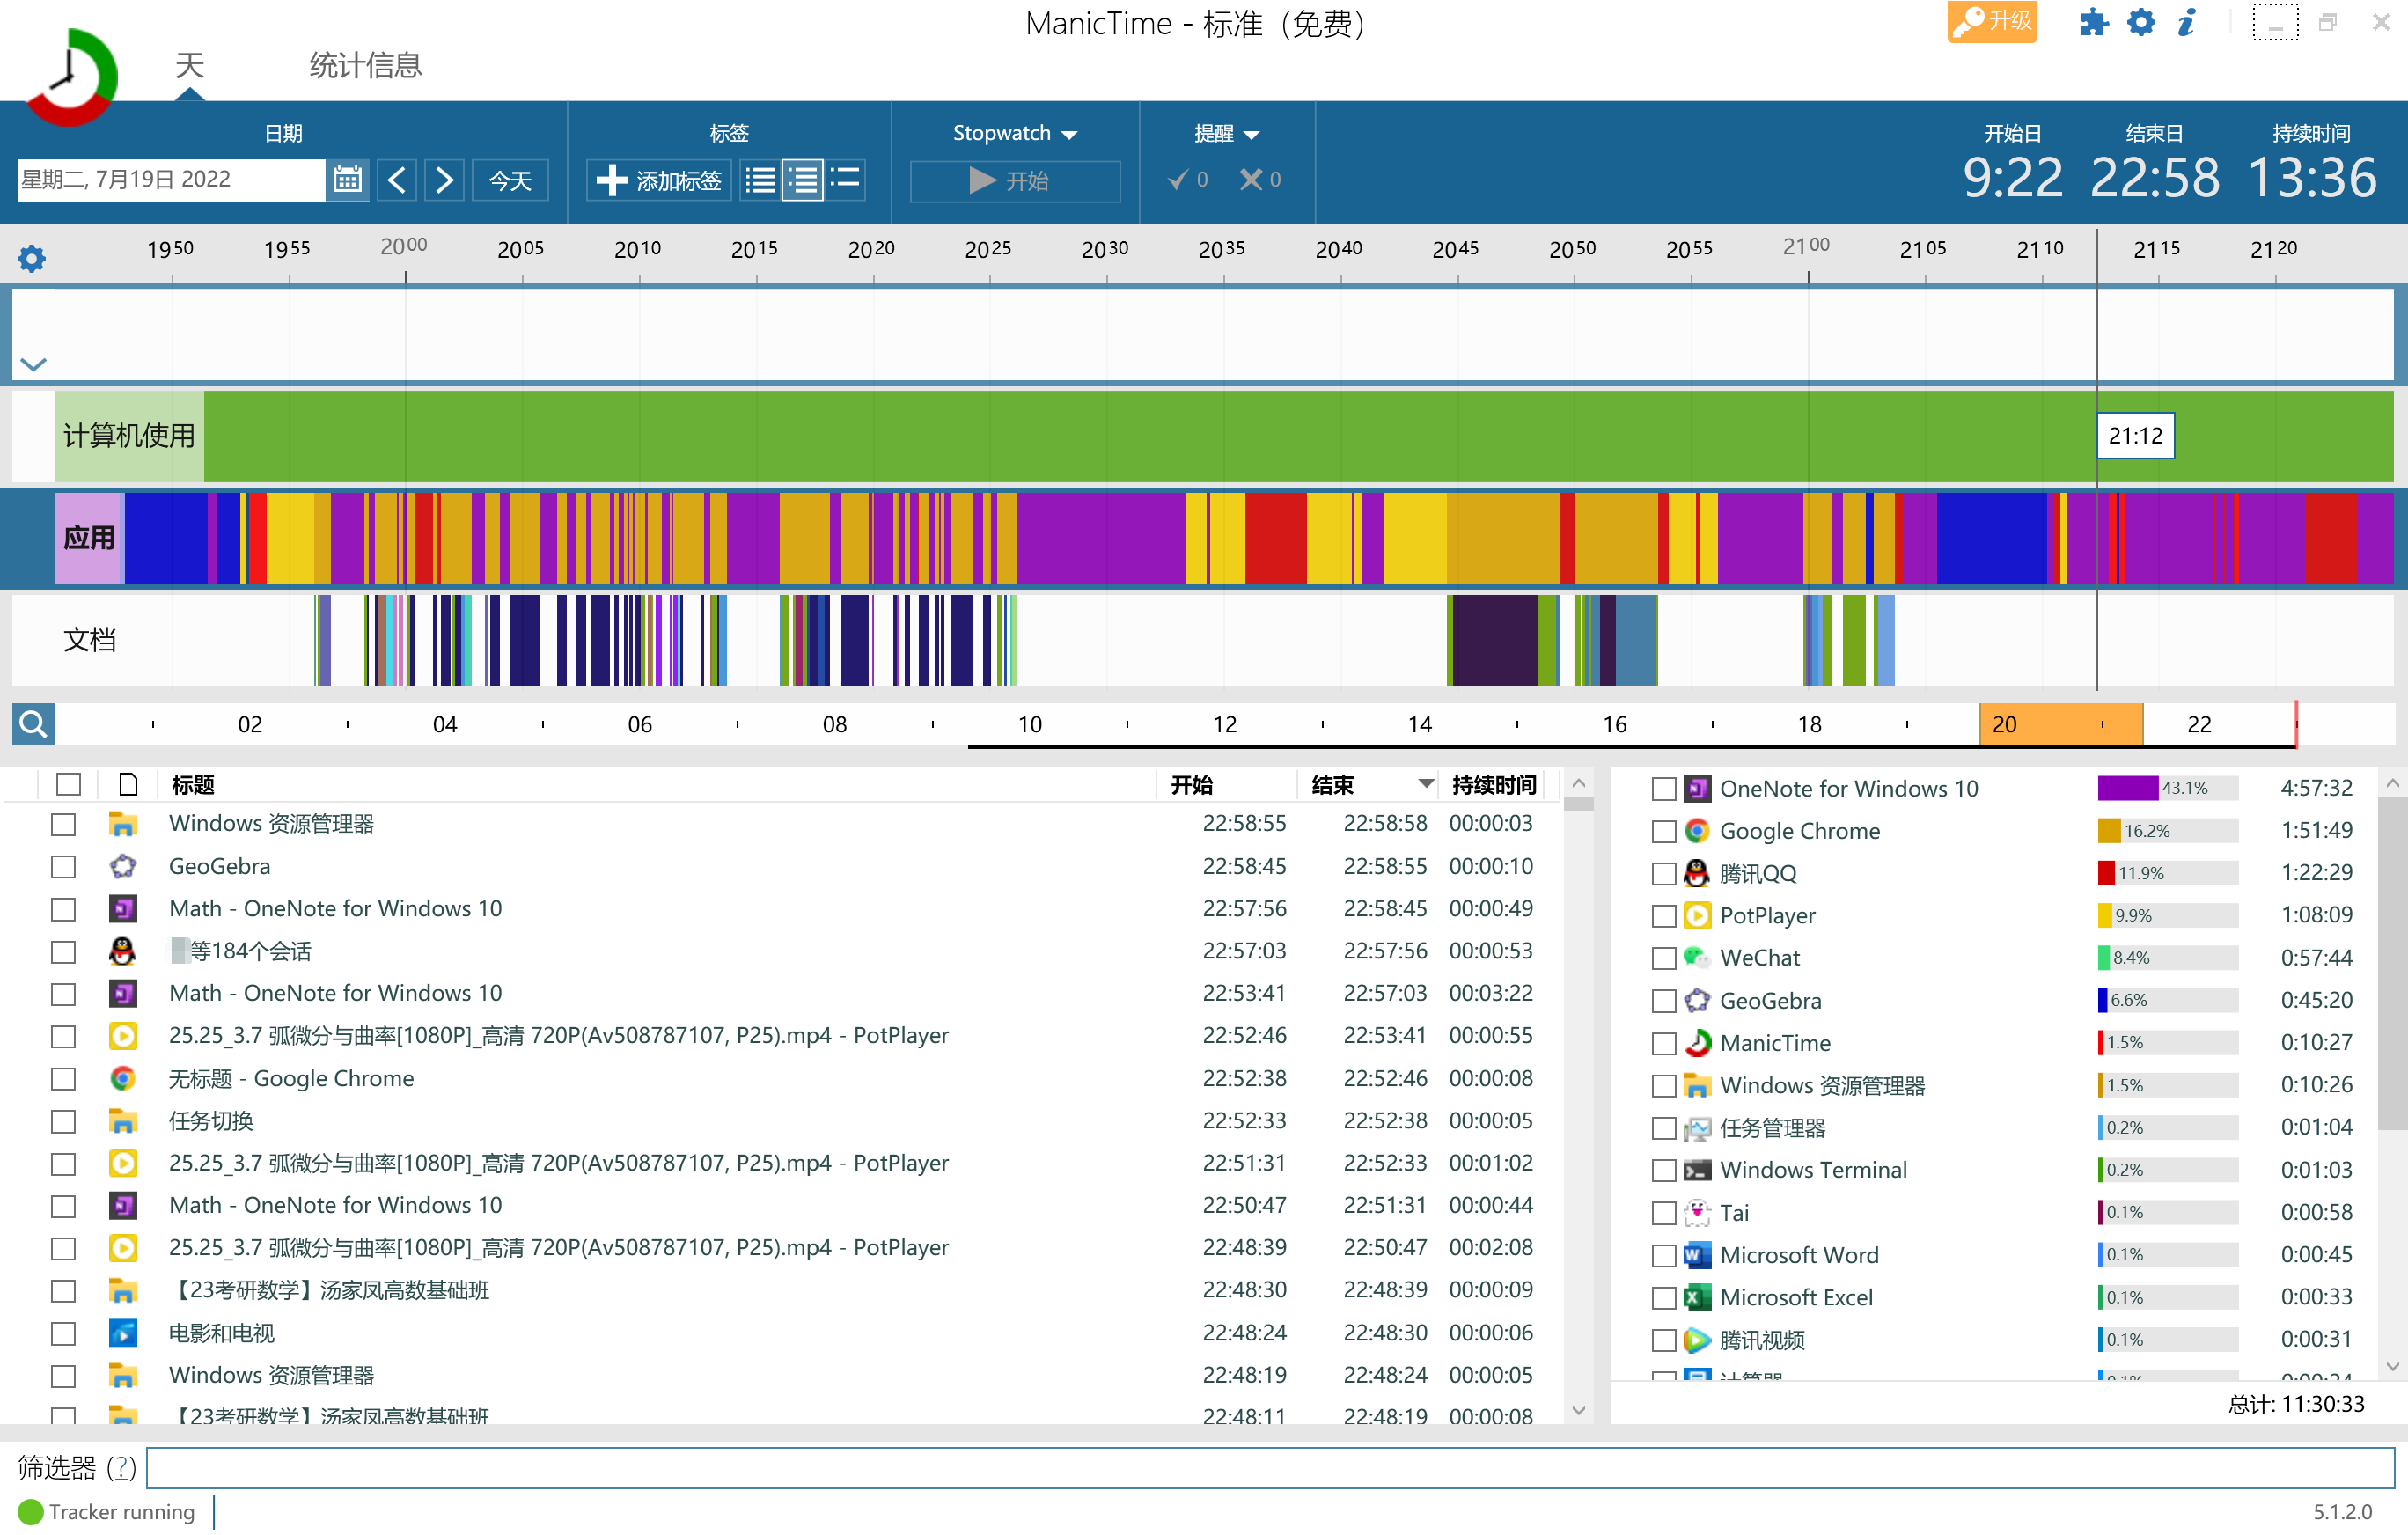 ManicTime - 标准（免费）
升级
天
统计信息
日期
标签
Stopwatch
提醒
开始日
结束日
持续时间
星期二, 7月19日 2022
今天
添加标签
开始
0
0
9:22
22:58
13:36
1950 1955 2000 2005 2010 2015 2020 2025 2030 2035 2040 2045 2050 2055 2100 2105 2110 2115 2120
计算机使用
21:12
应用
文档
02 04 06 08 10 12 14 16 18 20 22
标题 开始 结束 持续时间
Windows 资源管理器 22:58:55 22:58:58 00:00:03
GeoGebra 22:58:45 22:58:55 00:00:10
Math - OneNote for Windows 10 22:57:56 22:58:45 00:00:49
等184个会话 22:57:03 22:57:56 00:00:53
Math - OneNote for Windows 10 22:53:41 22:57:03 00:03:22
25.25_3.7 弧微分与曲率[1080P]_高清 720P(Av508787107, P25).mp4 - PotPlayer 22:52:46 22:53:41 00:00:55
无标题 - Google Chrome 22:52:38 22:52:46 00:00:08
任务切换 22:52:33 22:52:38 00:00:05
25.25_3.7 弧微分与曲率[1080P]_高清 720P(Av508787107, P25).mp4 - PotPlayer 22:51:31 22:52:33 00:01:02
Math - OneNote for Windows 10 22:50:47 22:51:31 00:00:44
25.25_3.7 弧微分与曲率[1080P]_高清 720P(Av508787107, P25).mp4 - PotPlayer 22:48:39 22:50:47 00:02:08
【23考研数学】汤家凤高数基础班 22:48:30 22:48:39 00:00:09
电影和电视 22:48:24 22:48:30 00:00:06
Windows 资源管理器 22:48:19 22:48:24 00:00:05
【23考研数学】汤家凤高数基础班 22:48:11 22:48:19 00:00:08
OneNote for Windows 10 43.1% 4:57:32
Google Chrome 16.2% 1:51:49
腾讯QQ 11.9% 1:22:29
PotPlayer 9.9% 1:08:09
WeChat 8.4% 0:57:44
GeoGebra 6.6% 0:45:20
ManicTime 1.5% 0:10:27
Windows 资源管理器 1.5% 0:10:26
任务管理器 0.2% 0:01:04
Windows Terminal 0.2% 0:01:03
Tai 0.1% 0:00:58
Microsoft Word 0.1% 0:00:45
Microsoft Excel 0.1% 0:00:33
腾讯视频 0.1% 0:00:31
计算器 0.1% 0:00:24
总计: 11:30:33
筛选器 (?)
Tracker running
5.1.2.0